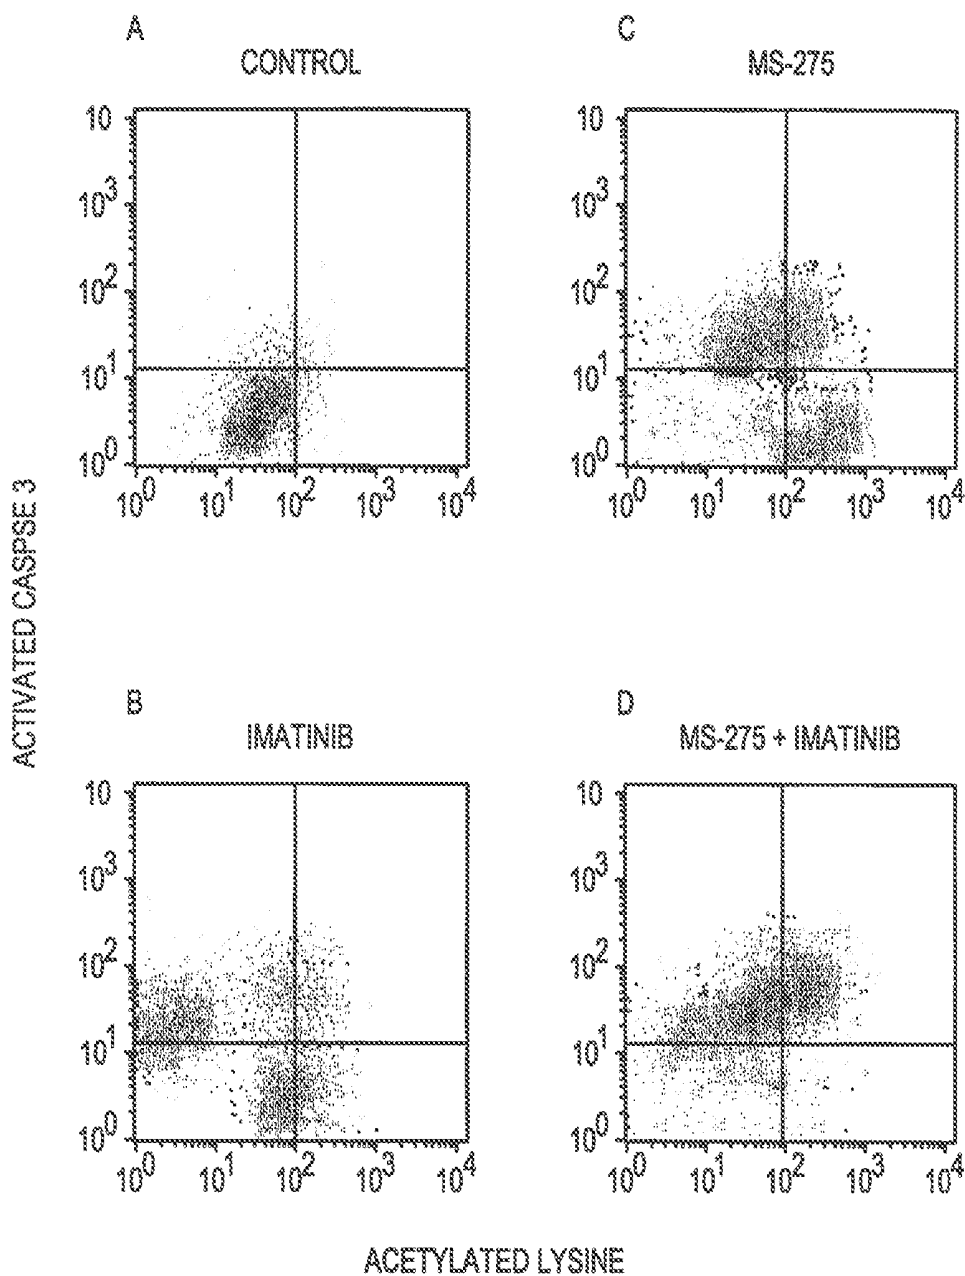 A
CONTROL
10
10³
10²
10¹
10⁰
10⁰ 10¹ 10² 10³ 10⁴
C
MS-275
10
10³
10²
10¹
10⁰
10⁰ 10¹ 10² 10³ 10⁴
ACTIVATED CASPSE 3
B
IMATINIB
10
10³
10²
10¹
10⁰
10⁰ 10¹ 10² 10³ 10⁴
D
MS-275 + IMATINIB
10
10³
10²
10¹
10⁰
10⁰ 10¹ 10² 10³ 10⁴
ACETYLATED LYSINE